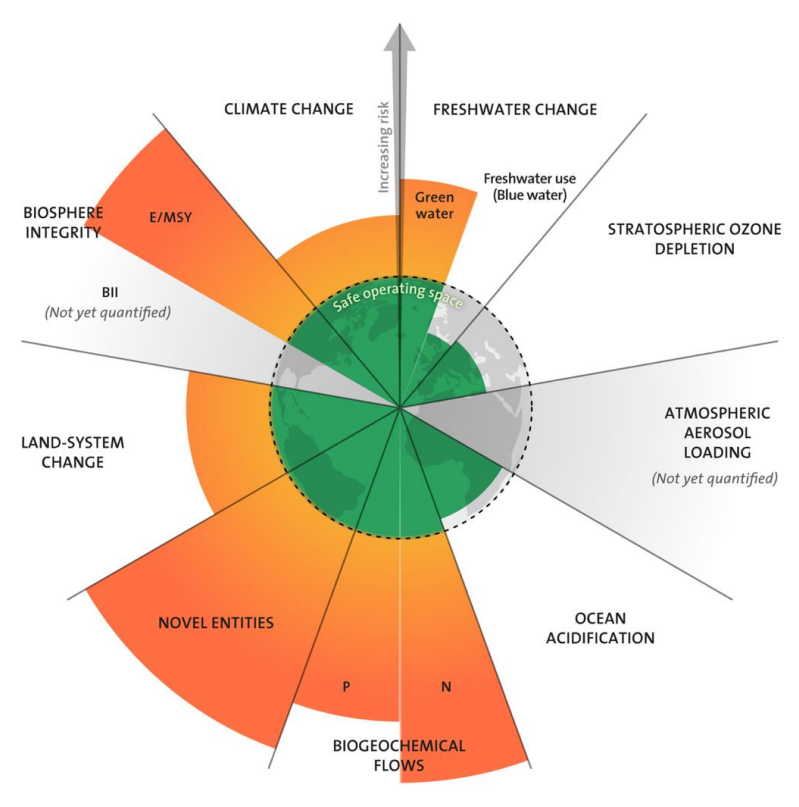 CLIMATE CHANGE
Increasing risk
FRESHWATER CHANGE
Freshwater use
(Blue water)
Green
water
BIOSPHERE
INTEGRITY
E/MSY
STRATOSPHERIC OZONE
DEPLETION
BII
(Not yet quantified)
Safe operating space
LAND-SYSTEM
CHANGE
ATMOSPHERIC
AEROSOL
LOADING
(Not yet quantified)
NOVEL ENTITIES
OCEAN
ACIDIFICATION
P
N
BIOGEOCHEMICAL
FLOWS